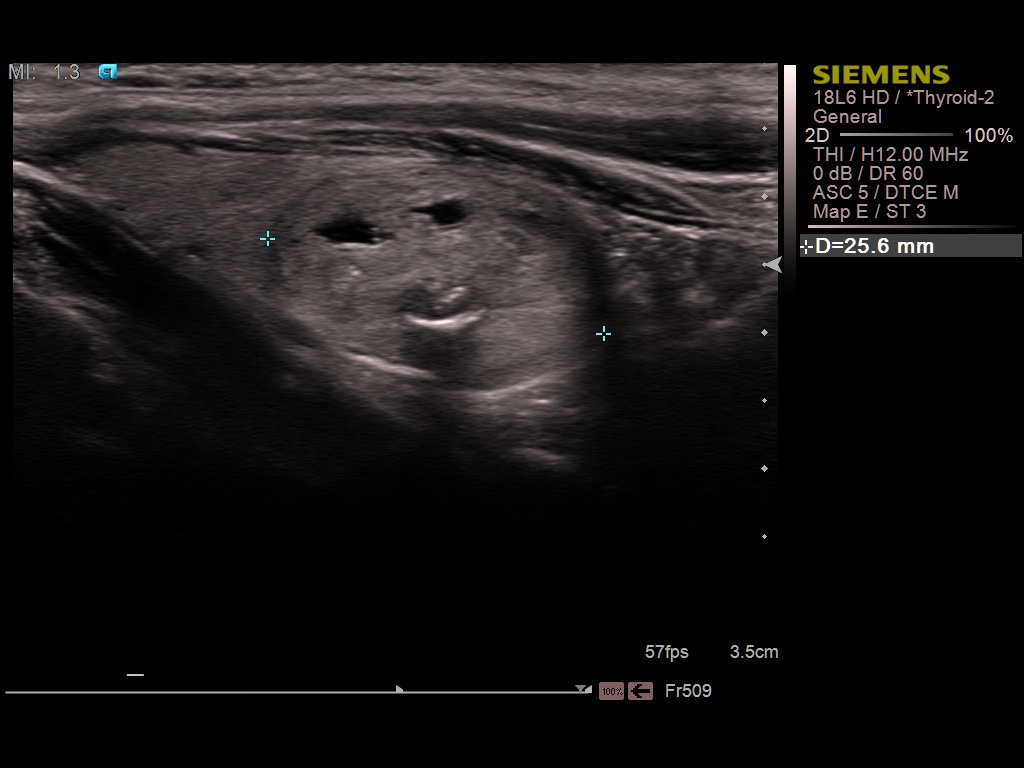 MI: 1.3
SIEMENS
18L6 HD / *Thyroid-2
General
2D 100%
THI / H12.00 MHz
0 dB / DR 60
ASC 5 / DTCE M
Map E / ST 3
D=25.6 mm
57fps 3.5cm
100% Fr509